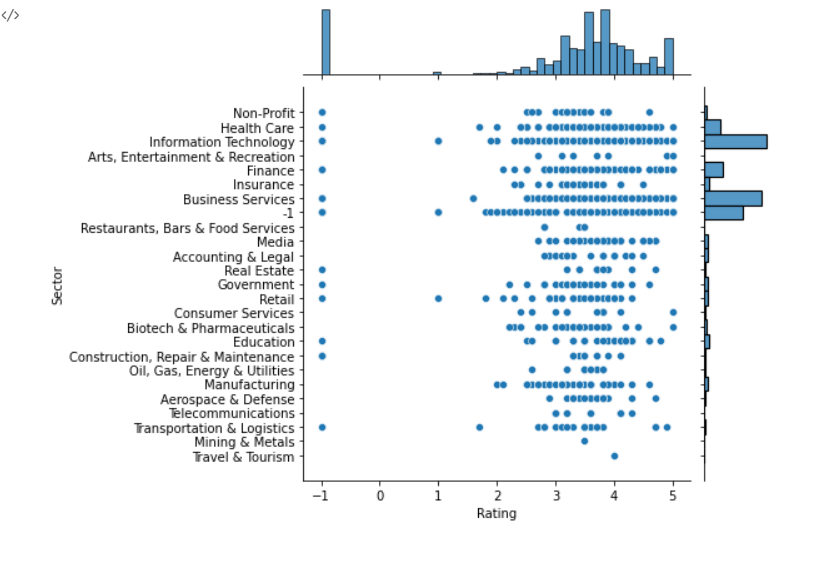 </>
Non-Profit
Health Care
Information Technology
Arts, Entertainment & Recreation
Finance
Insurance
Business Services
-1
Restaurants, Bars & Food Services
Media
Accounting & Legal
Real Estate
Government
Retail
Consumer Services
Biotech & Pharmaceuticals
Education
Construction, Repair & Maintenance
Oil, Gas, Energy & Utilities
Manufacturing
Aerospace & Defense
Telecommunications
Transportation & Logistics
Mining & Metals
Travel & Tourism
Sector
−1 0 1 2 3 4 5
Rating